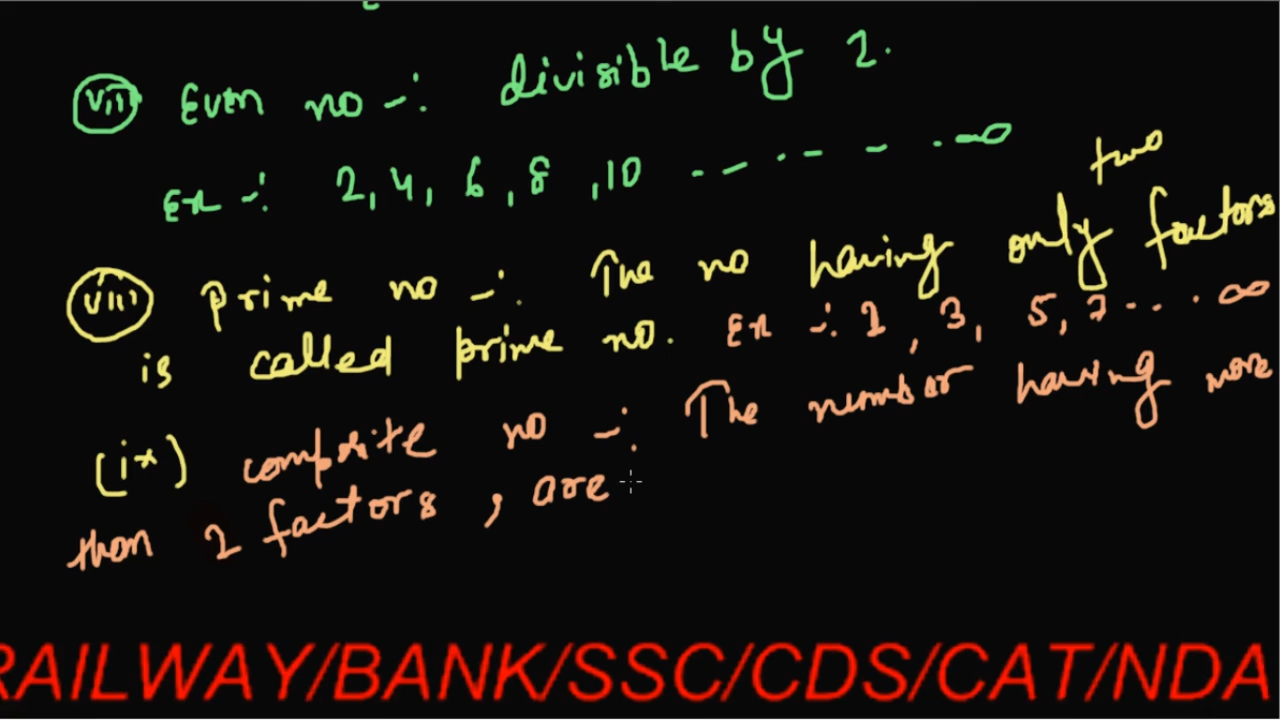 (vii) Even no -: divisible by 2.
Ex -: 2, 4, 6, 8, 10 -- -- - . -∞
two
(viii) prime no -: The no having only factors
is called prime no. Ex -: 2, 3, 5, 7 - - . ∞
(ix) composite no -: The number having more
than 2 factors, are
RAILWAY/BANK/SSC/CDS/CAT/NDA